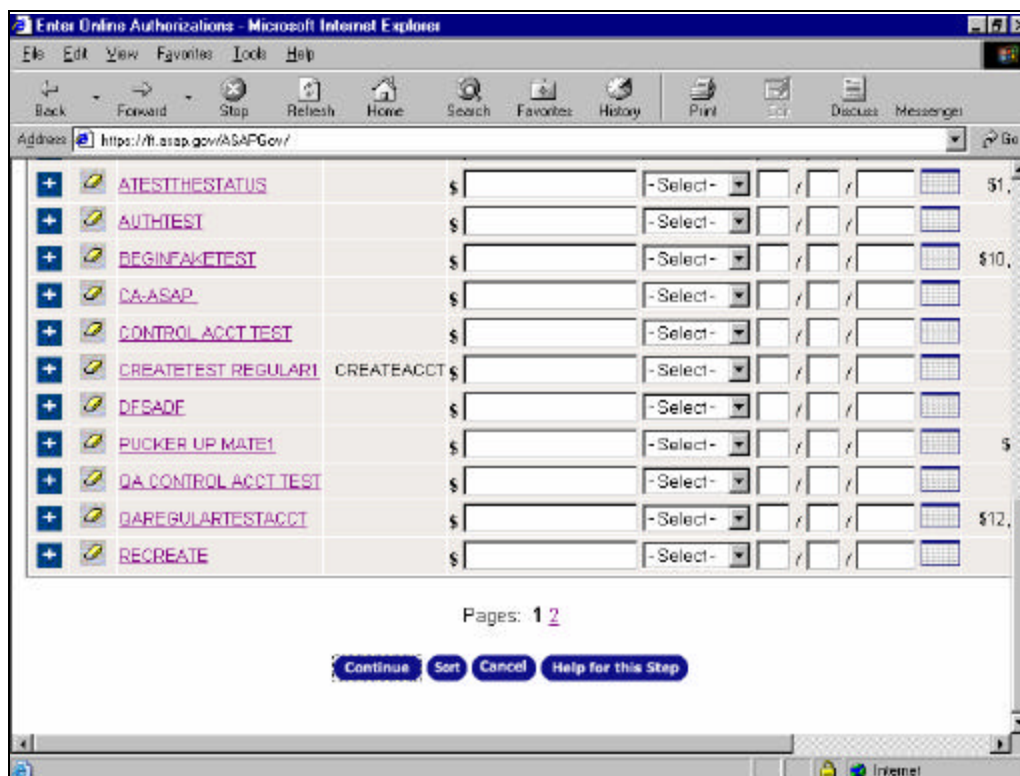 Enter Online Authorizations - Microsoft Internet Explorer
File Edit View Favorites Tools Help
Back Forward Stop Refresh Home Search Favorites History Print Edit Discuss Messenger
Address https://ft.asap.gov/ASAPGov/ Go
ATESTTHESTATUS $ -Select- / / $1,
AUTHTEST $ -Select- / /
BEGINFAKETEST $ -Select- / / $10,
CA-ASAP $ -Select- / /
CONTROL ACCT TEST $ -Select- / /
CREATETEST REGULAR1 CREATEACCT $ -Select- / /
DFSADF $ -Select- / /
PUCKER UP MATE1 $ -Select- / / $
QA CONTROL ACCT TEST $ -Select- / /
QAREGULARTESTACCT $ -Select- / / $12,
RECREATE $ -Select- / /
Pages: 1 2
Continue Sort Cancel Help for this Step
Internet